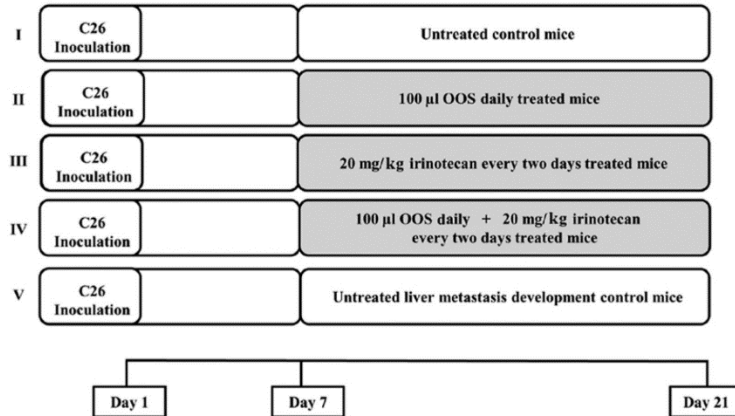 I
C26
Inoculation
Untreated control mice
II
C26
Inoculation
100 µl OOS daily treated mice
III
C26
Inoculation
20 mg/kg irinotecan every two days treated mice
IV
C26
Inoculation
100 µl OOS daily + 20 mg/kg irinotecan
every two days treated mice
V
C26
Inoculation
Untreated liver metastasis development control mice
Day 1
Day 7
Day 21